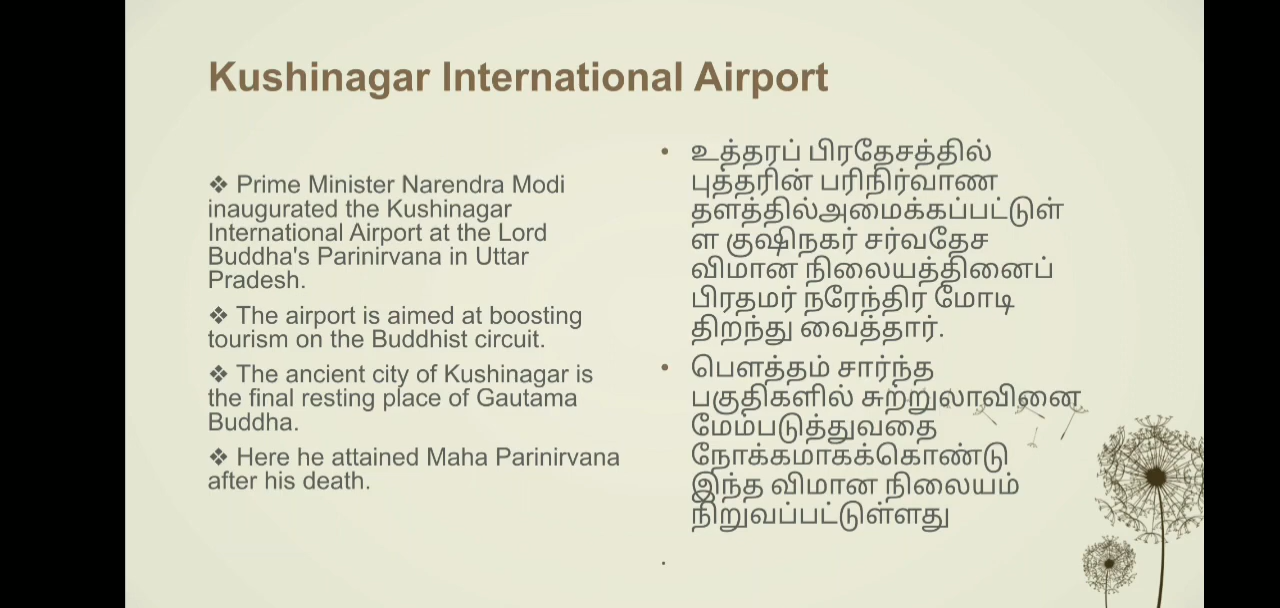 Kushinagar International Airport
❖ Prime Minister Narendra Modi
inaugurated the Kushinagar
International Airport at the Lord
Buddha's Parinirvana in Uttar
Pradesh.
❖ The airport is aimed at boosting
tourism on the Buddhist circuit.
❖ The ancient city of Kushinagar is
the final resting place of Gautama
Buddha.
❖ Here he attained Maha Parinirvana
after his death.
• உத்தரப் பிரதேசத்தில்
புத்தரின் பரிநிர்வாண
தளத்தில்அமைக்கப்பட்டுள்
ள குஷிநகர் சர்வதேச
விமான நிலையத்தினைப்
பிரதமர் நரேந்திர மோடி
திறந்து வைத்தார்.
• பௌத்தம் சார்ந்த
பகுதிகளில் சுற்றுலாவினை
மேம்படுத்துவதை
நோக்கமாகக்கொண்டு
இந்த விமான நிலையம்
நிறுவப்பட்டுள்ளது
.